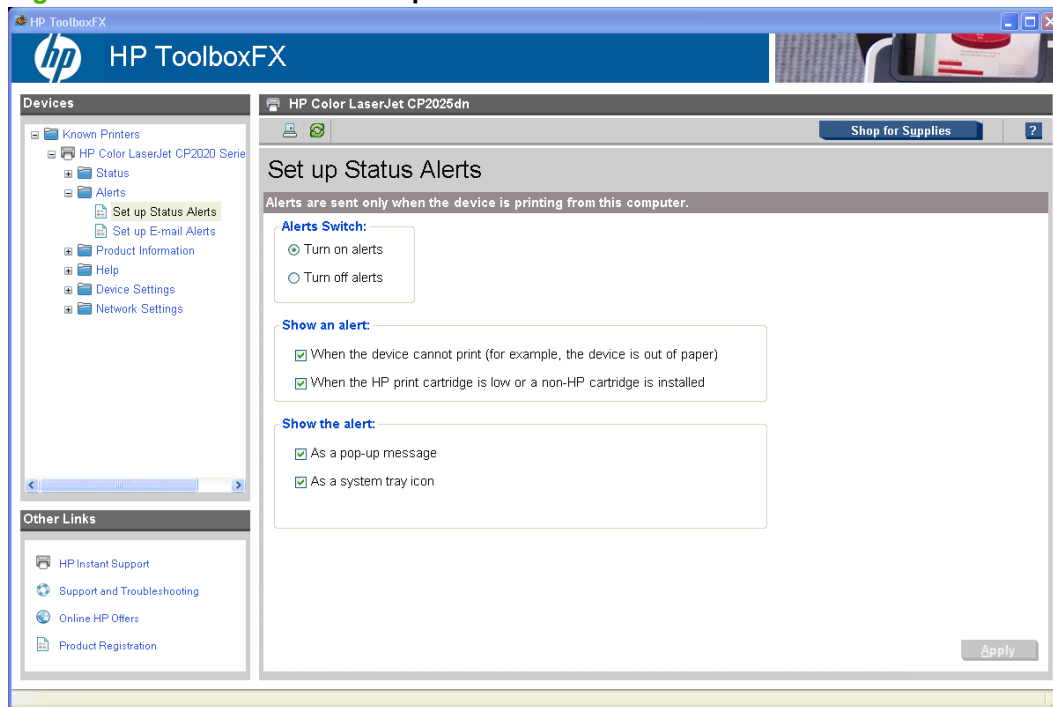 HP ToolboxFX
hp
HP ToolboxFX
Devices
Known Printers
HP Color LaserJet CP2020 Serie
Status
Alerts
Set up Status Alerts
Set up E-mail Alerts
Product Information
Help
Device Settings
Network Settings
Other Links
HP Instant Support
Support and Troubleshooting
Online HP Offers
Product Registration
HP Color LaserJet CP2025dn
Shop for Supplies
?
Set up Status Alerts
Alerts are sent only when the device is printing from this computer.
Alerts Switch:
Turn on alerts
Turn off alerts
Show an alert:
When the device cannot print (for example, the device is out of paper)
When the HP print cartridge is low or a non-HP cartridge is installed
Show the alert:
As a pop-up message
As a system tray icon
Apply